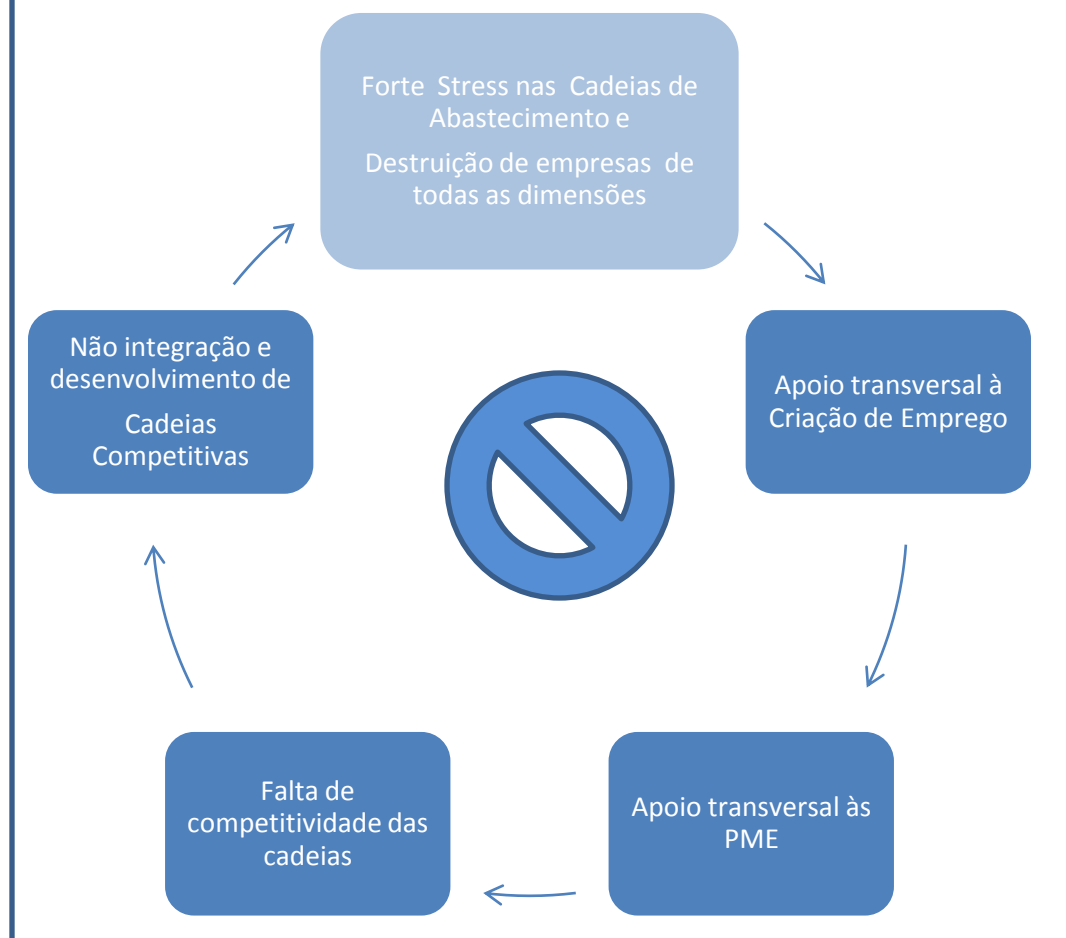 Forte Stress nas Cadeias de
Abastecimento e
Destruição de empresas de
todas as dimensões
Não integração e
desenvolvimento de
Cadeias
Competitivas
Apoio transversal à
Criação de Emprego
Falta de
competitividade das
cadeias
Apoio transversal às
PME